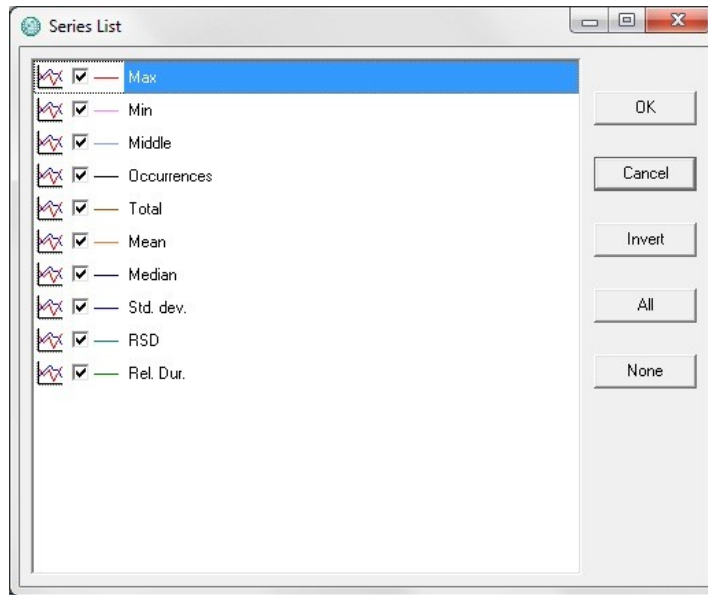 Series List
Max
Min
Middle
Occurrences
Total
Mean
Median
Std. dev.
RSD
Rel. Dur.
OK
Cancel
Invert
All
None